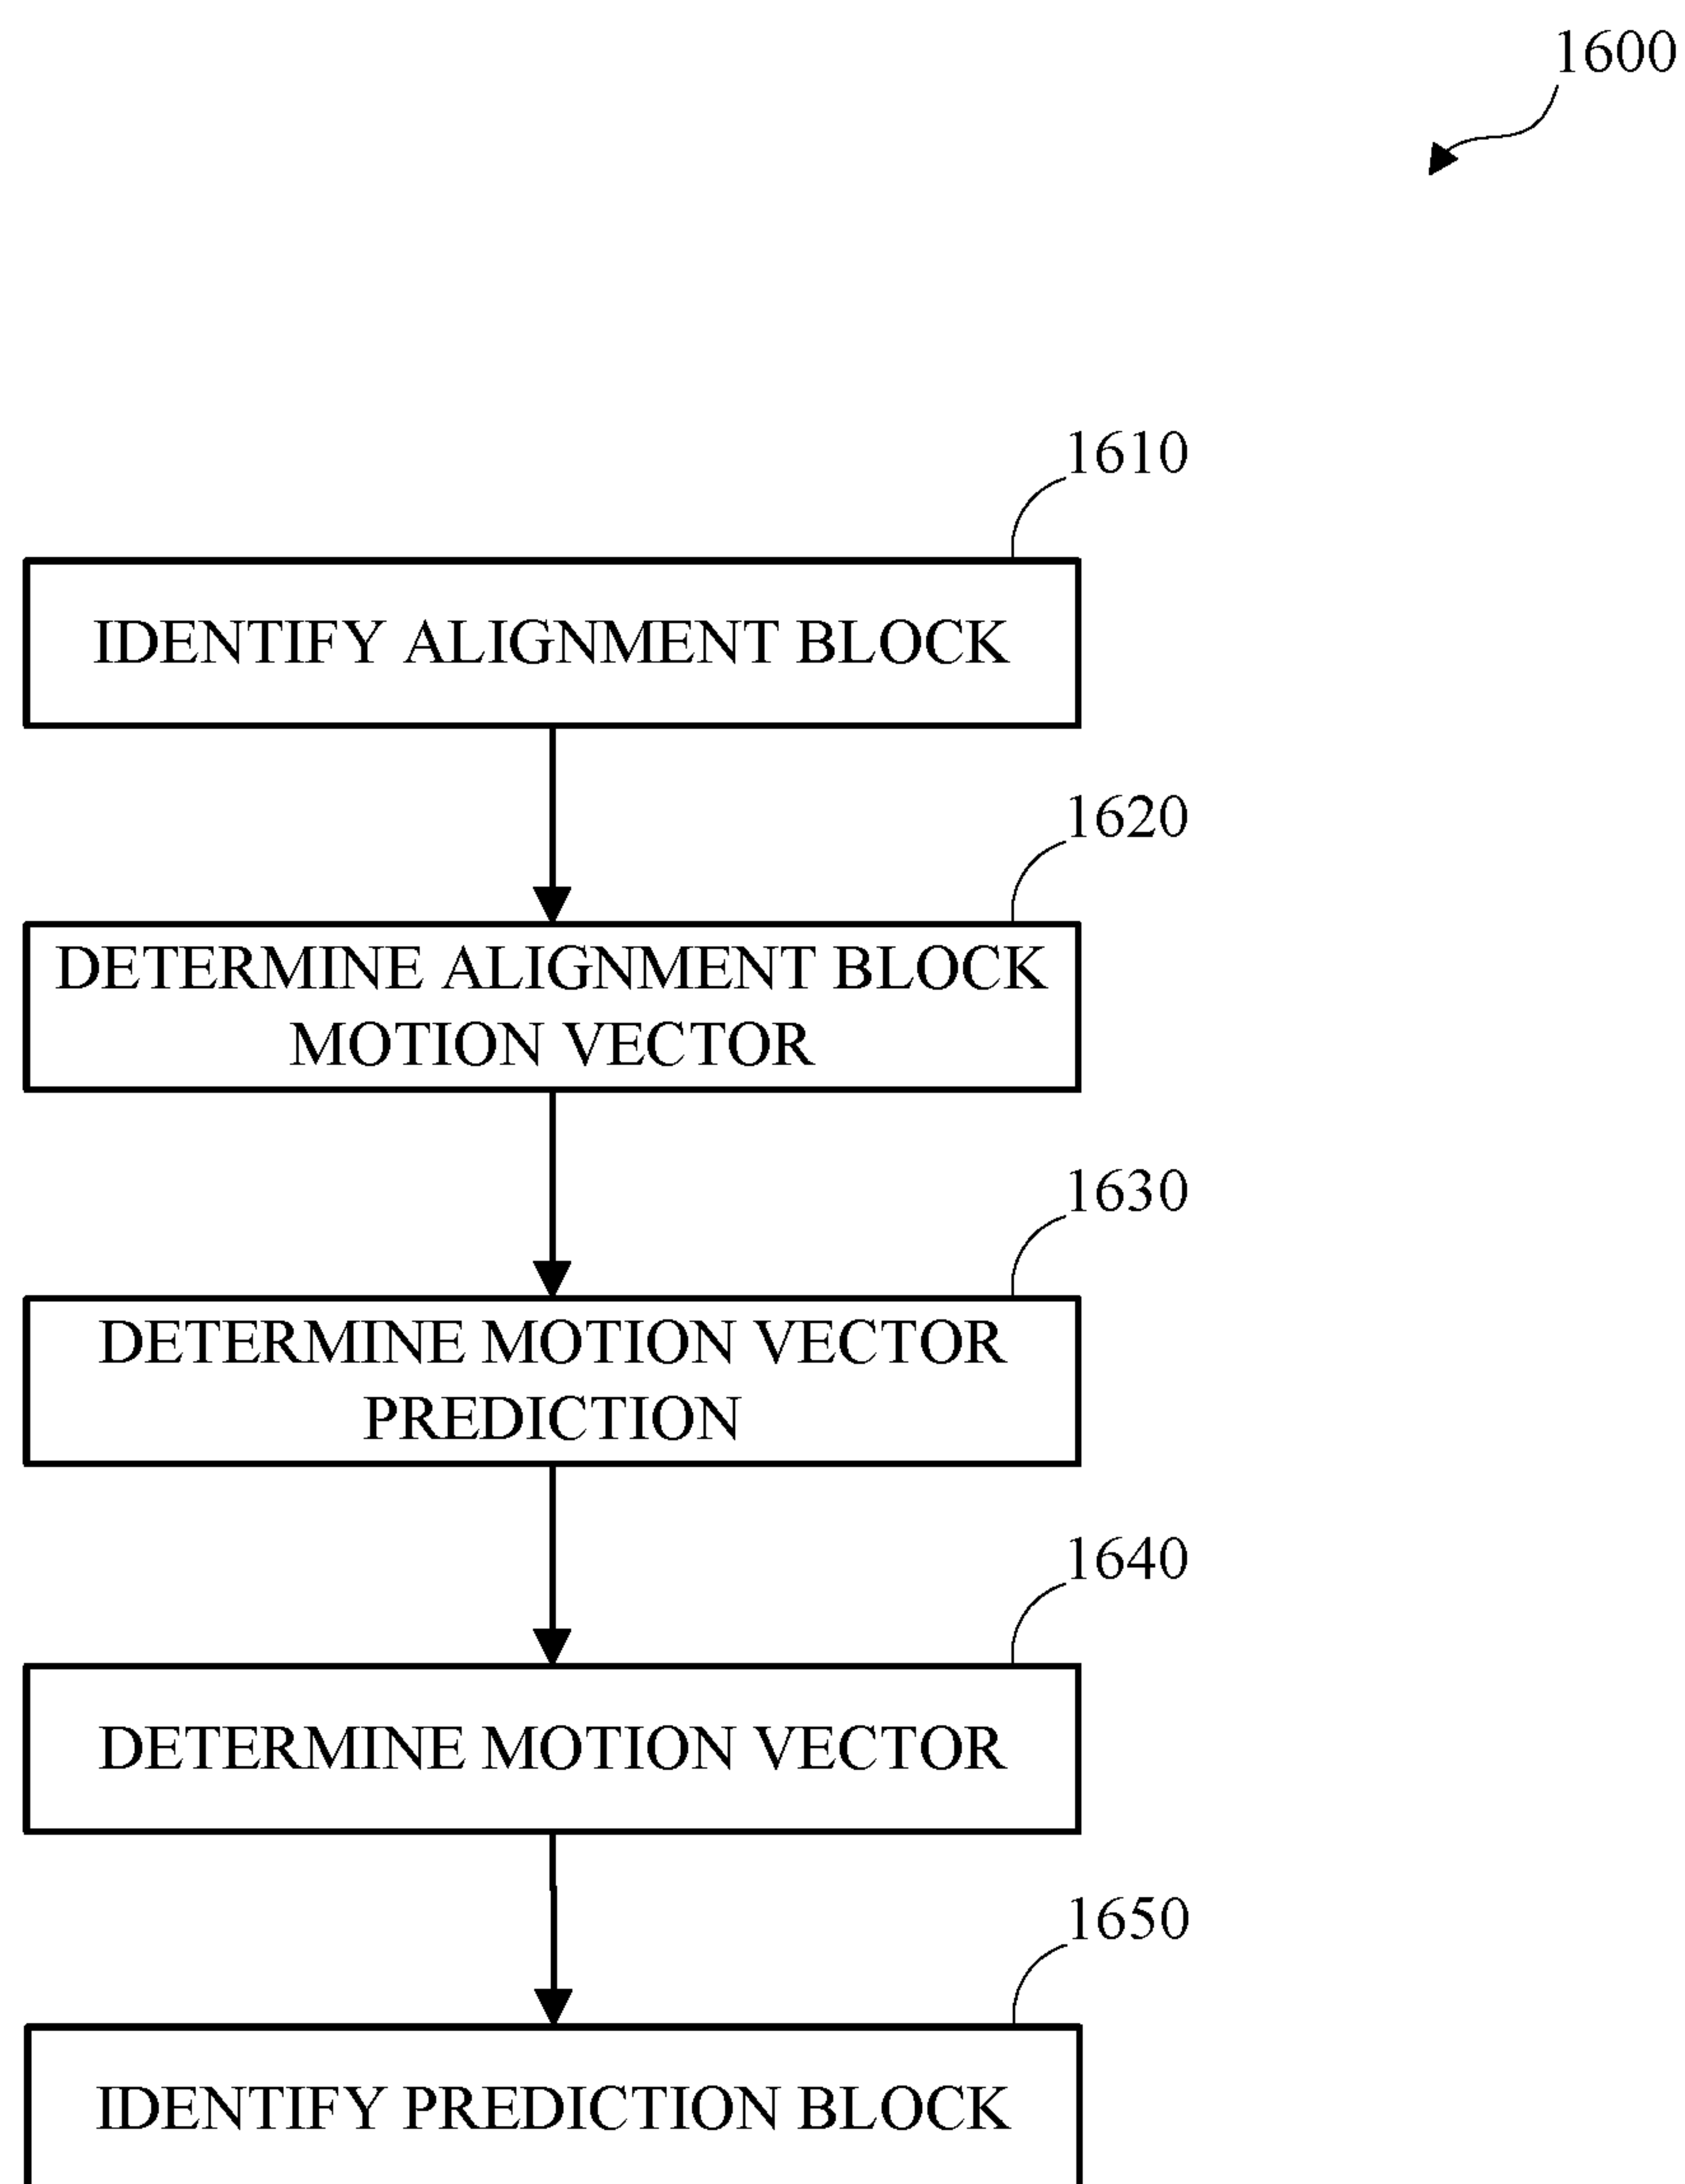 1600
1610
IDENTIFY ALIGNMENT BLOCK
1620
DETERMINE ALIGNMENT BLOCK
MOTION VECTOR
1630
DETERMINE MOTION VECTOR
PREDICTION
1640
DETERMINE MOTION VECTOR
1650
IDENTIFY PREDICTION BLOCK